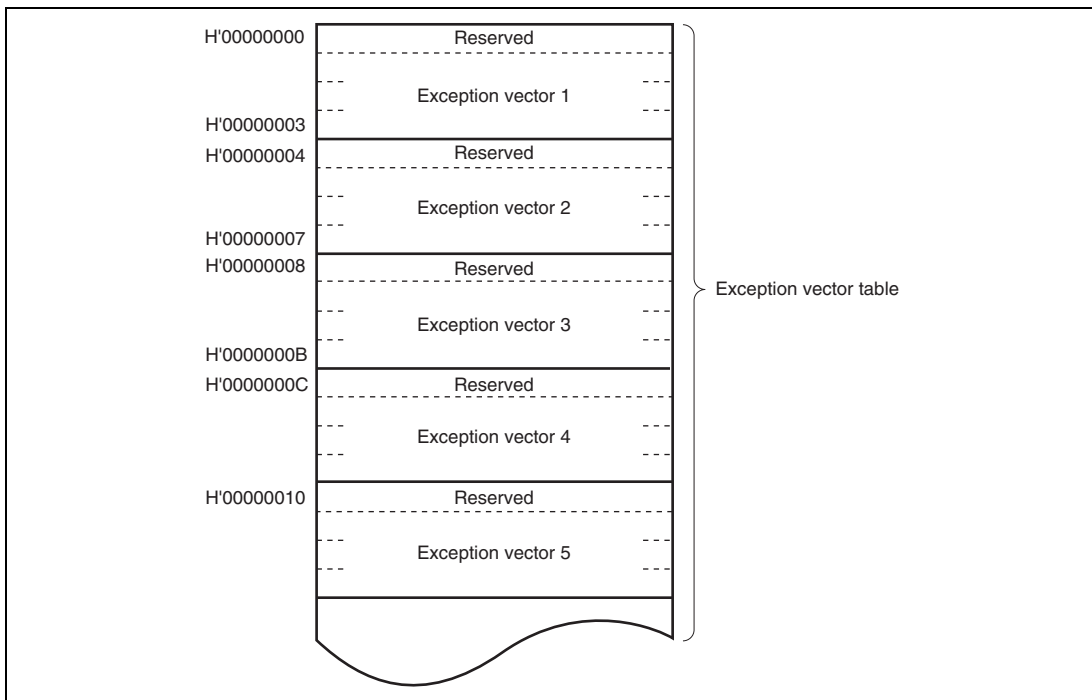 H'00000000 Reserved
Exception vector 1
H'00000003
H'00000004 Reserved
Exception vector 2
H'00000007
H'00000008 Reserved
Exception vector table
Exception vector 3
H'0000000B
H'0000000C Reserved
Exception vector 4
H'00000010 Reserved
Exception vector 5